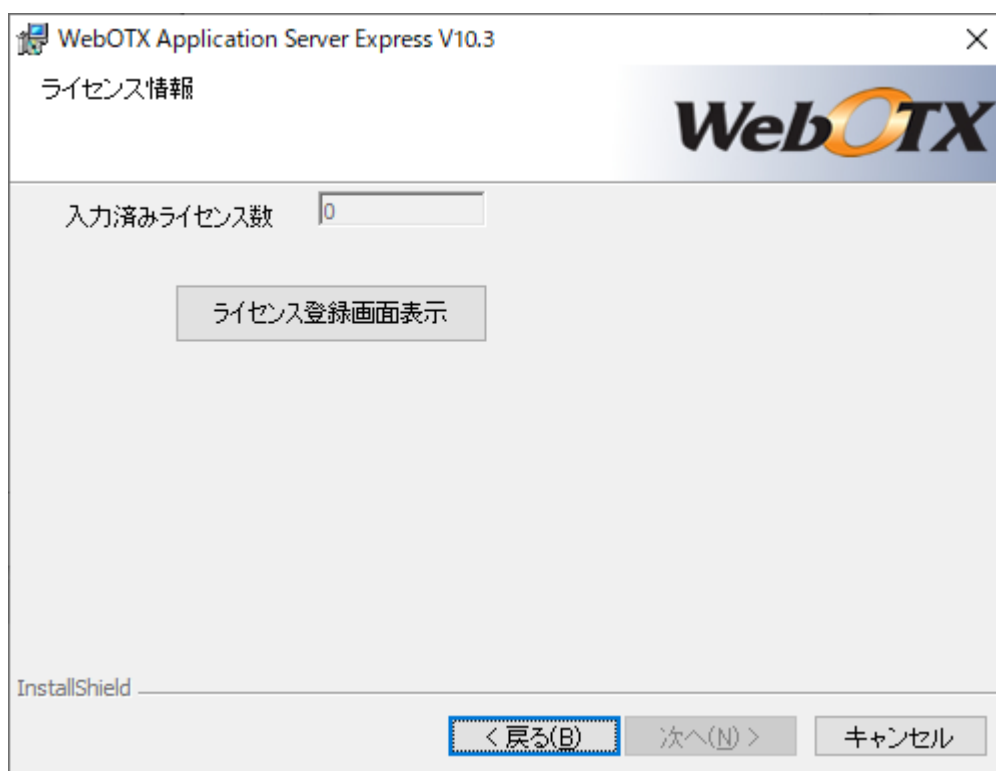 WebOTX Application Server Express V10.3
ライセンス情報
WebOTX
入力済みライセンス数 0
ライセンス登録画面表示
InstallShield
< 戻る(B) 次へ(N) > キャンセル